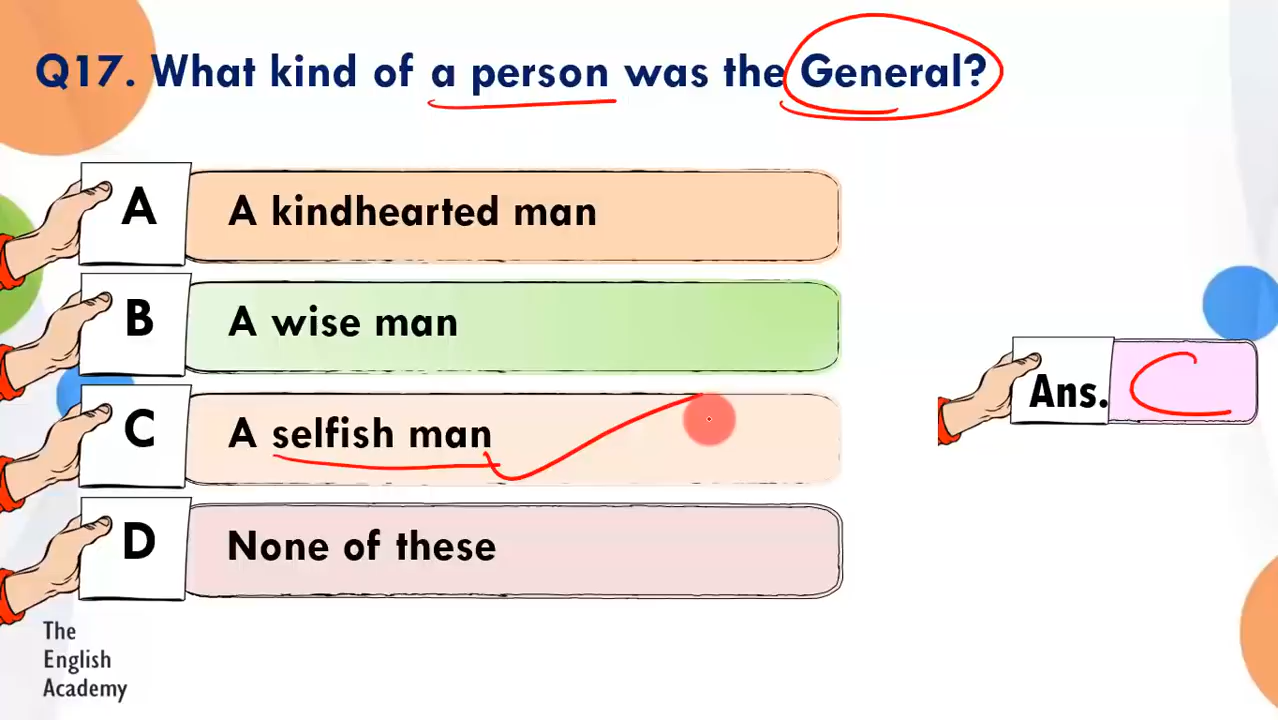 Q17. What kind of a person was the General?
A A kindhearted man
B A wise man
C A selfish man
Ans. C
D None of these
The
English
Academy